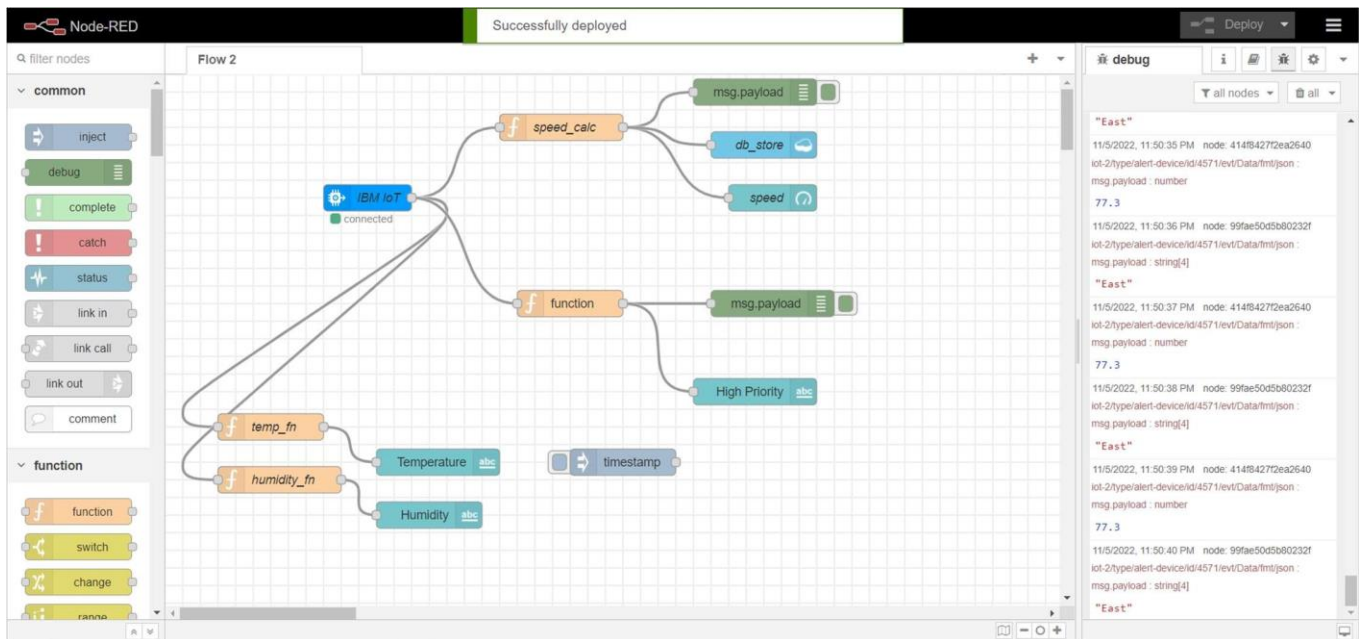 Node-RED
Successfully deployed
Deploy
filter nodes
Flow 2
debug
i
all nodes
all
common
inject
debug
complete
catch
status
link in
link call
link out
comment
function
function
switch
change
range
speed_calc
msg.payload
db_store
speed
IBM IoT
connected
function
msg.payload
High Priority abc
temp_fn
Temperature abc
timestamp
humidity_fn
Humidity abc
"East"
11/5/2022, 11:50:35 PM node: 414f8427f2ea2640
iot-2/type/alert-device/id/4571/evt/Data/fmt/json :
msg.payload : number
77.3
11/5/2022, 11:50:36 PM node: 99fae50d5b80232f
iot-2/type/alert-device/id/4571/evt/Data/fmt/json :
msg.payload : string[4]
"East"
11/5/2022, 11:50:37 PM node: 414f8427f2ea2640
iot-2/type/alert-device/id/4571/evt/Data/fmt/json :
msg.payload : number
77.3
11/5/2022, 11:50:38 PM node: 99fae50d5b80232f
iot-2/type/alert-device/id/4571/evt/Data/fmt/json :
msg.payload : string[4]
"East"
11/5/2022, 11:50:39 PM node: 414f8427f2ea2640
iot-2/type/alert-device/id/4571/evt/Data/fmt/json :
msg.payload : number
77.3
11/5/2022, 11:50:40 PM node: 99fae50d5b80232f
iot-2/type/alert-device/id/4571/evt/Data/fmt/json :
msg.payload : string[4]
"East"